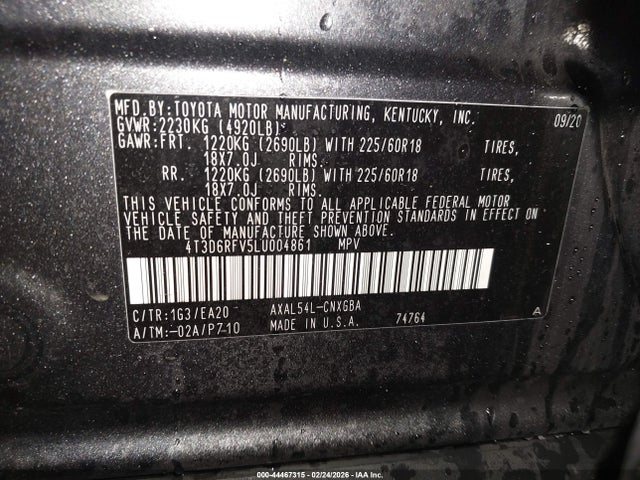 MFD.BY:TOYOTA MOTOR MANUFACTURING, KENTUCKY, INC. 09/20
GVWR:2230KG (4920LB)
GAWR:FRT. 1220KG (2690LB) WITH 225/60R18 TIRES,
18X7.0J RIMS.
RR. 1220KG (2690LB) WITH 225/60R18 TIRES,
18X7.0J RIMS.
THIS VEHICLE CONFORMS TO ALL APPLICABLE FEDERAL MOTOR
VEHICLE SAFETY AND THEFT PREVENTION STANDARDS IN EFFECT ON
THE DATE OF MANUFACTURE SHOWN ABOVE.
4T3D6RFV5LU004861 MPV
C/TR:1G3/EA20 AXAL54L-CNXGBA
A/TM:-02A/P7-10 MADE IN U.S.A. 74764 A
000-44467315 - 02/24/2026 - IAA Inc.